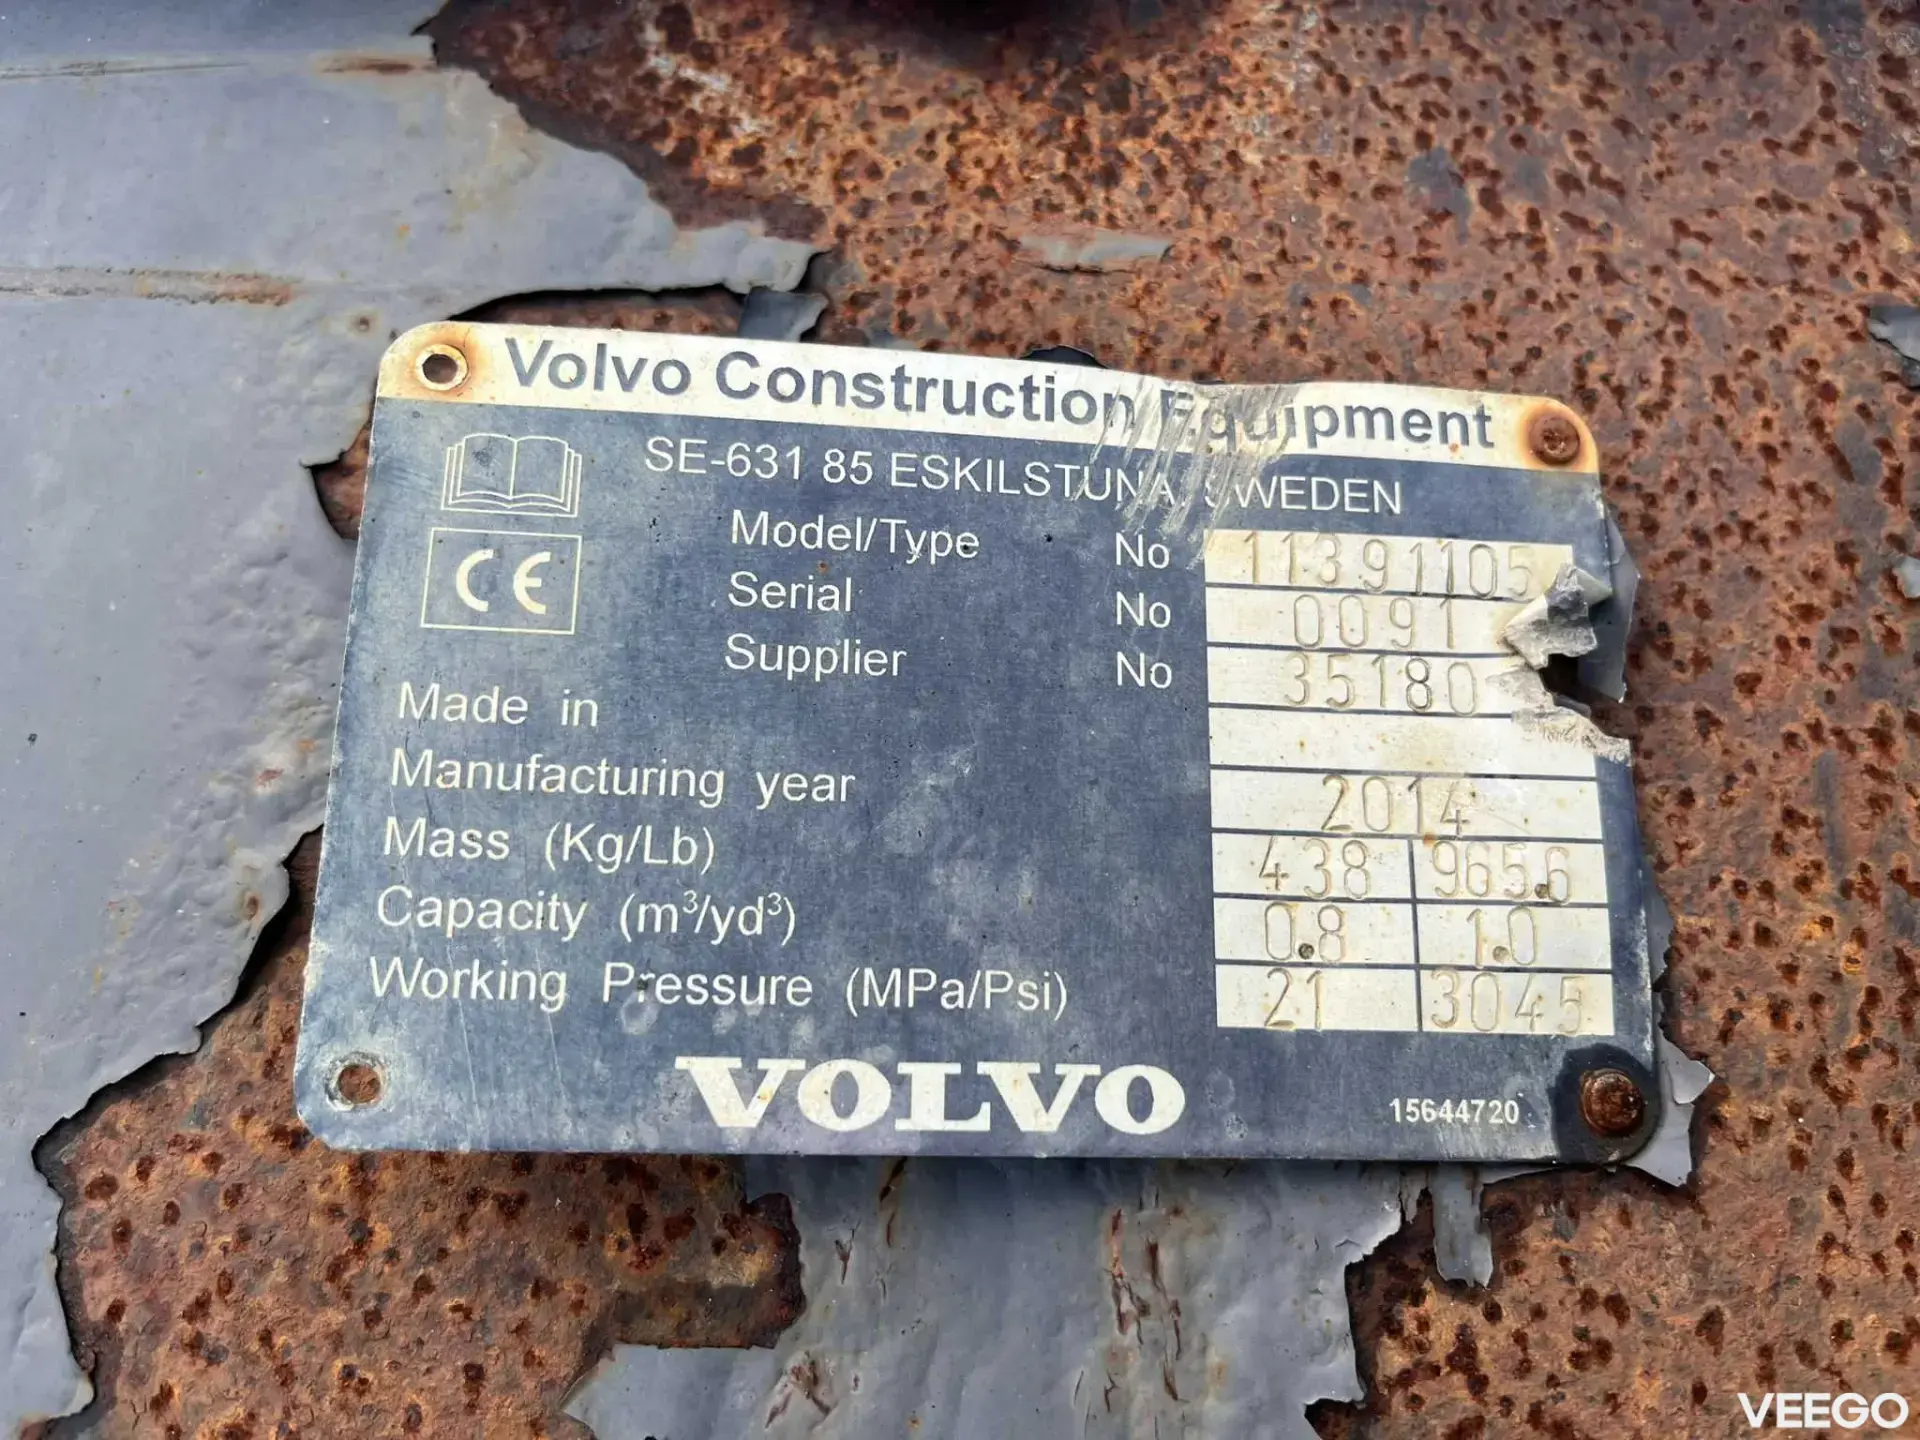 Volvo Construction Equipment
SE-631 85 ESKILSTUNA, SWEDEN
CE
Model/Type No 11391105
Serial No 0091
Supplier No 35180
Made in
Manufacturing year 2014
Mass (Kg/Lb) 438 965.6
Capacity (m³/yd³) 0.8 1.0
Working Pressure (MPa/Psi) 21 3045
VOLVO
15644720
VEEGO